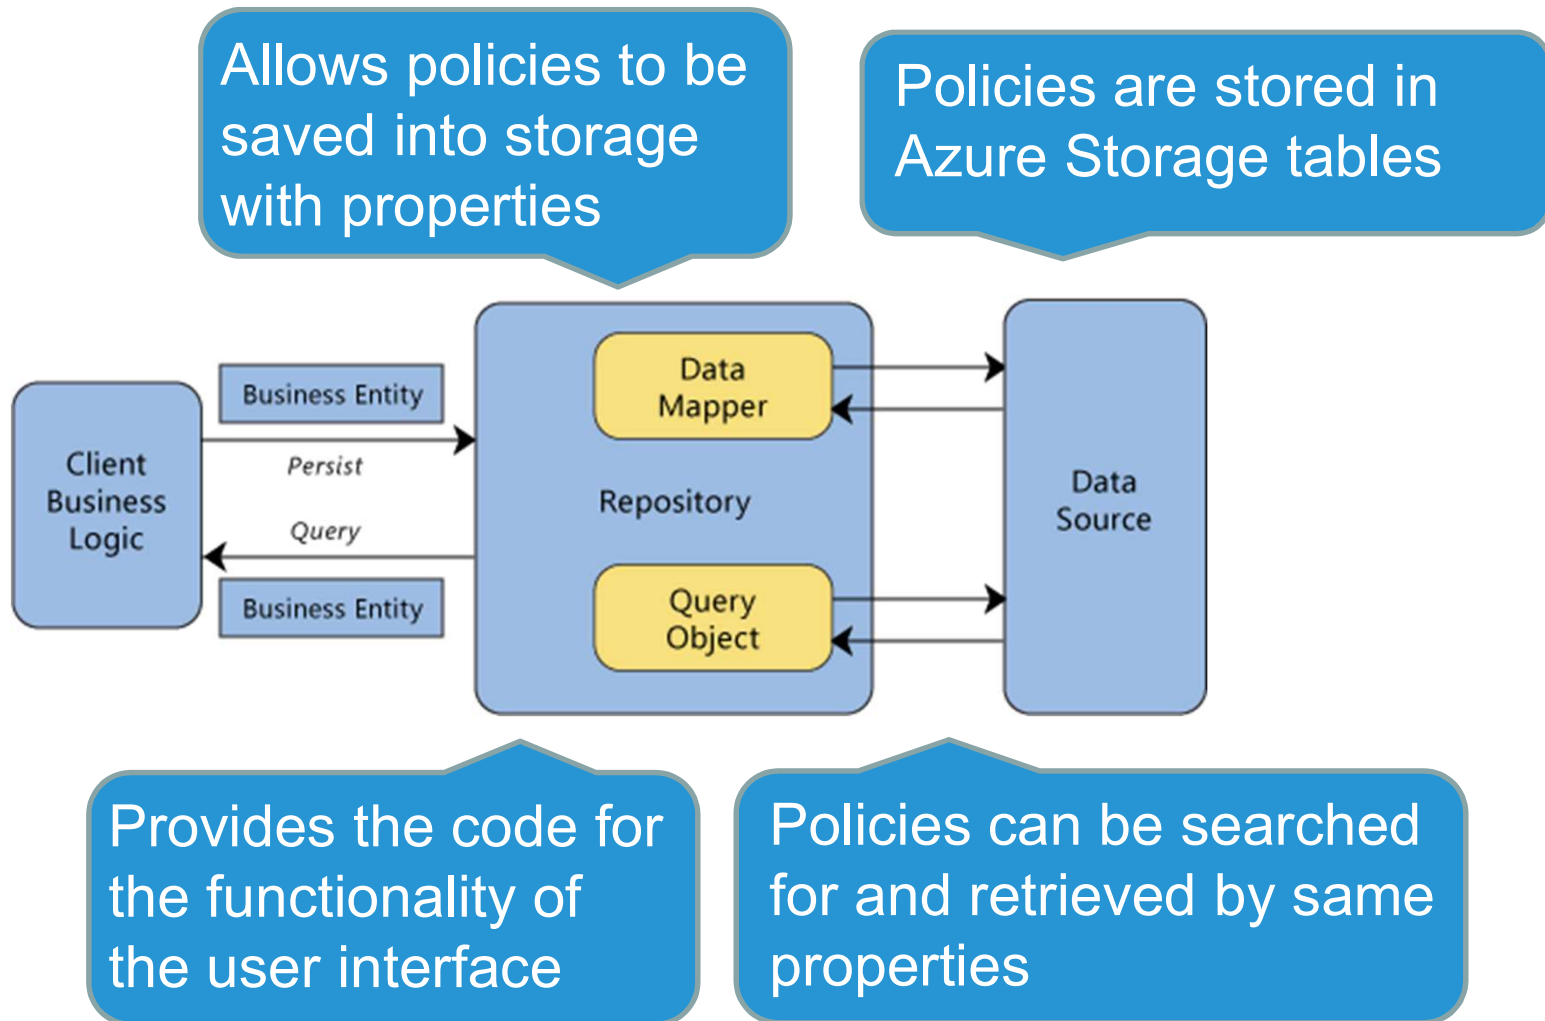 Allows policies to be
saved into storage
with properties
Policies are stored in
Azure Storage tables
Client
Business
Logic
Business Entity
Persist
Query
Business Entity
Data
Mapper
Repository
Query
Object
Data
Source
Provides the code for
the functionality of
the user interface
Policies can be searched
for and retrieved by same
properties